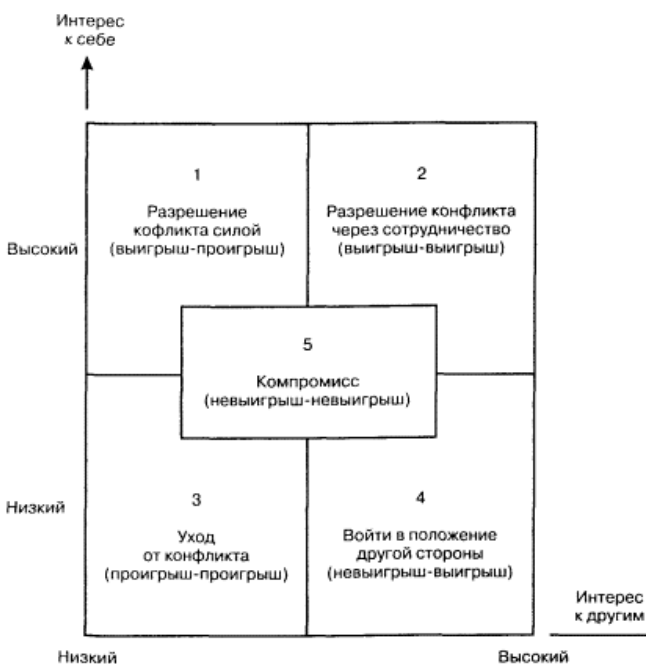 Интерес
к себе
1
Разрешение
кофликта силой
(выигрыш-проигрыш)
2
Разрешение конфликта
через сотрудничество
(выигрыш-выигрыш)
Высокий
5
Компромисс
(невыигрыш-невыигрыш)
Низкий
3
Уход
от конфликта
(проигрыш-проигрыш)
4
Войти в положение
другой стороны
(невыигрыш-выигрыш)
Интерес
к другим
Низкий
Высокий